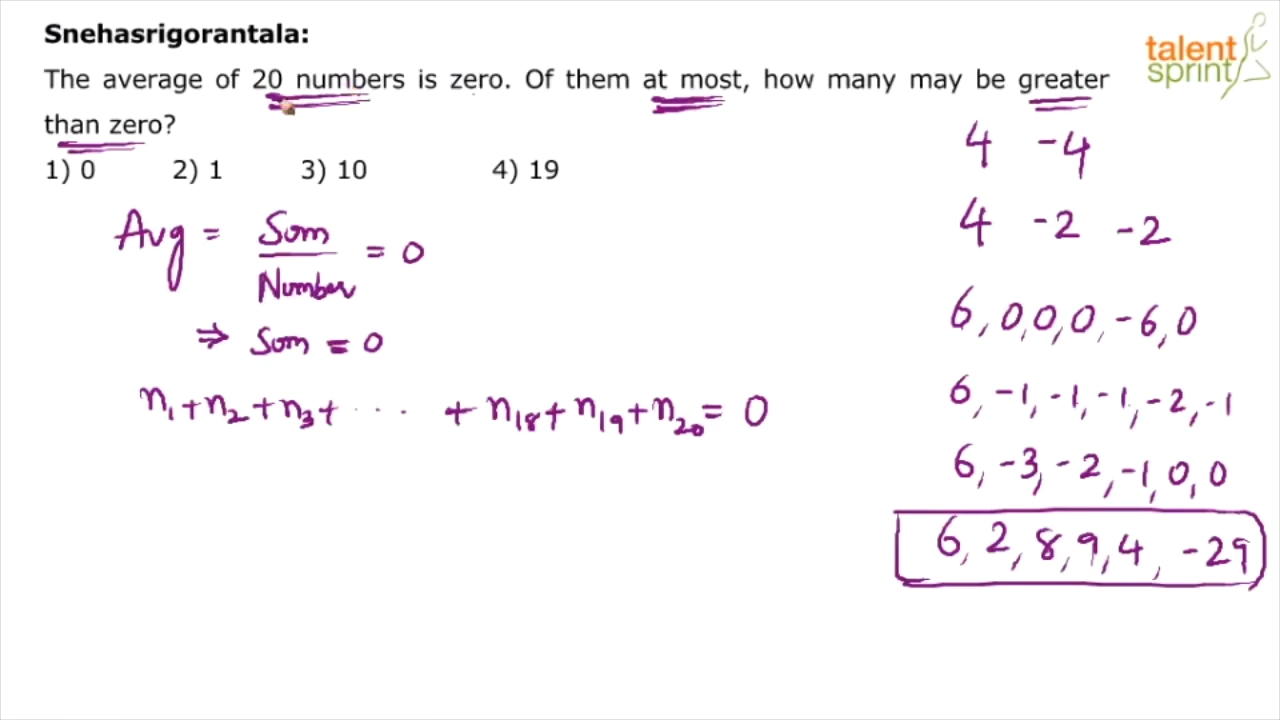 Snehasrigorantala:
talent
sprint
The average of 20 numbers is zero. Of them at most, how many may be greater
than zero?
1) 0 2) 1 3) 10 4) 19
4 -4
Avg = Sum / Number = 0
4 -2 -2
⇒ Sum = 0
6, 0, 0, 0, -6, 0
n₁+n₂+n₃+ ···· +n₁₈+n₁₉+n₂₀= 0
6, -1, -1, -1, -2, -1
6, -3, -2, -1, 0, 0
6, 2, 8, 9, 4, -29